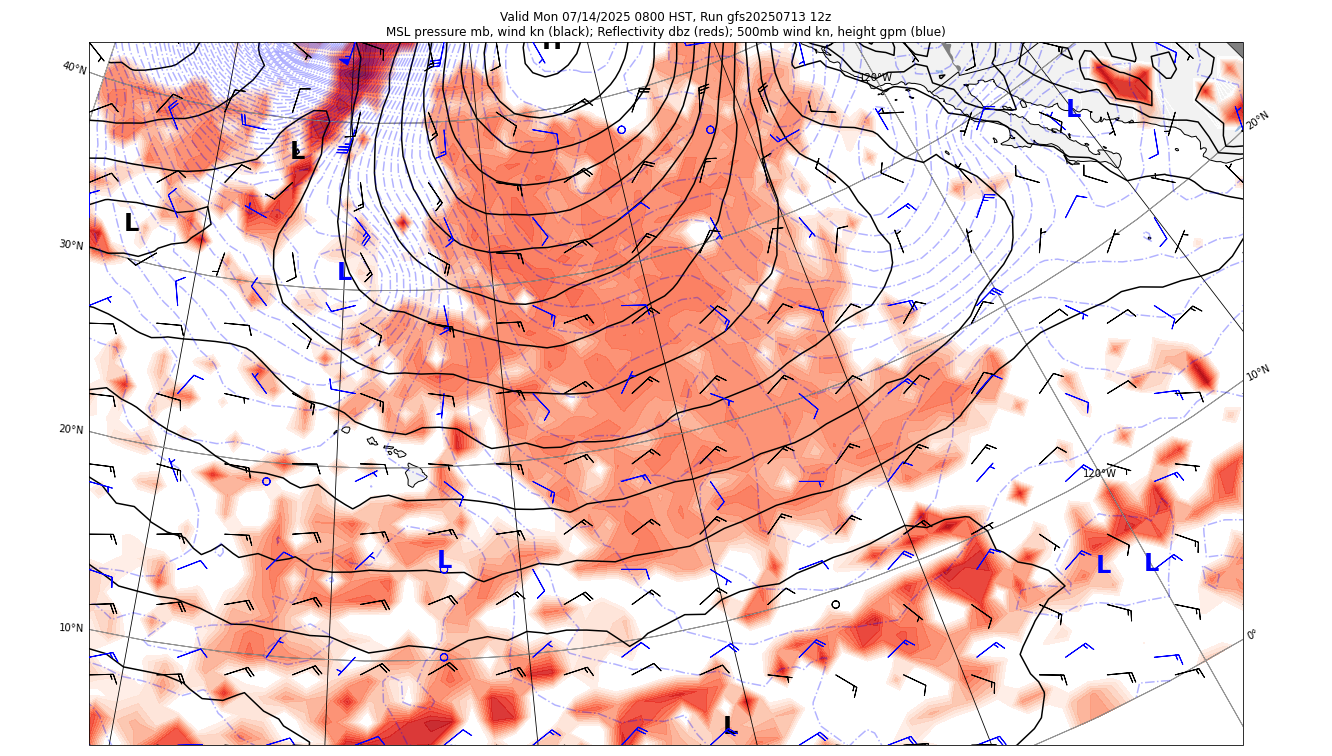 Valid Mon 07/14/2025 0800 HST, Run gfs20250713 12z
MSL pressure mb, wind kn (black); Reflectivity dbz (reds); 500mb wind kn, height gpm (blue)
H
40°N
120°W
L
20°N
L
L
30°N
L
10°N
20°N
120°W
L
L
L
10°N
0°
L